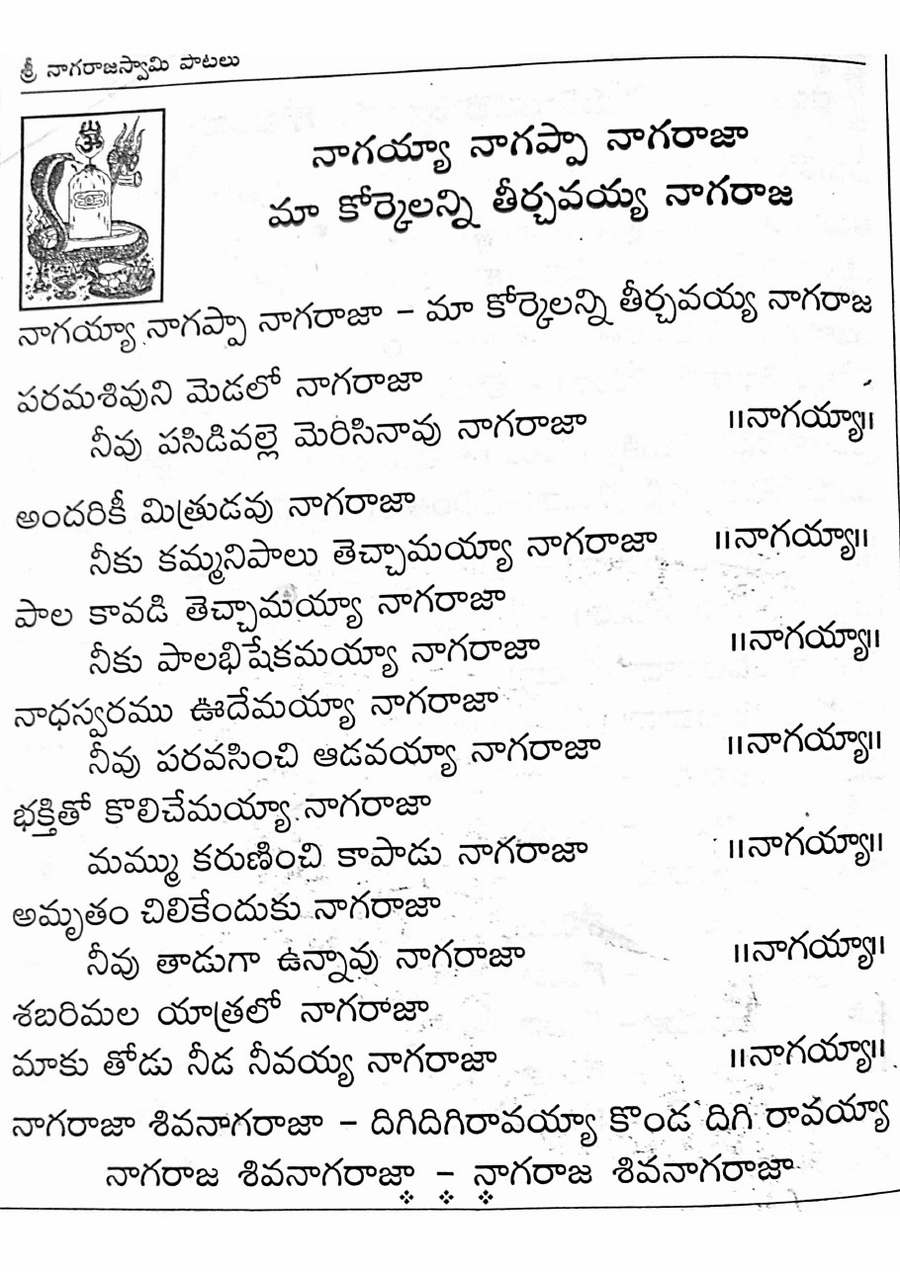 శ్రీ నాగరాజస్వామి పాటలు
నాగయ్యా నాగప్పా నాగరాజా
మా కోర్కెలన్ని తీర్చవయ్య నాగరాజ
నాగయ్యా నాగప్పా నాగరాజా – మా కోర్కెలన్ని తీర్చవయ్య నాగరాజ
పరమశివుని మెడలో నాగరాజా
నీవు పసిడివల్లె మెరిసినావు నాగరాజా ॥నాగయ్యా॥
అందరికీ మిత్రుడవు నాగరాజా
నీకు కమ్మనిపాలు తెచ్చామయ్యా నాగరాజా ॥నాగయ్యా॥
పాల కావడి తెచ్చామయ్యా నాగరాజా
నీకు పాలభిషేకమయ్యా నాగరాజా ॥నాగయ్యా॥
నాధస్వరము ఊదేమయ్యా నాగరాజా
నీవు పరవసించి ఆడవయ్యా నాగరాజా ॥నాగయ్యా॥
భక్తితో కొలిచేమయ్యా నాగరాజా
మమ్ము కరుణించి కాపాడు నాగరాజా ॥నాగయ్యా॥
అమృతం చిలికేందుకు నాగరాజా
నీవు తాడుగా ఉన్నావు నాగరాజా ॥నాగయ్యా॥
శబరిమల యాత్రలో నాగరాజా
మాకు తోడు నీడ నీవయ్య నాగరాజా ॥నాగయ్యా॥
నాగరాజా శివనాగరాజా – దిగిదిగిరావయ్యా కొండ దిగి రావయ్యా
నాగరాజ శివనాగరాజా – నాగరాజ శివనాగరాజా